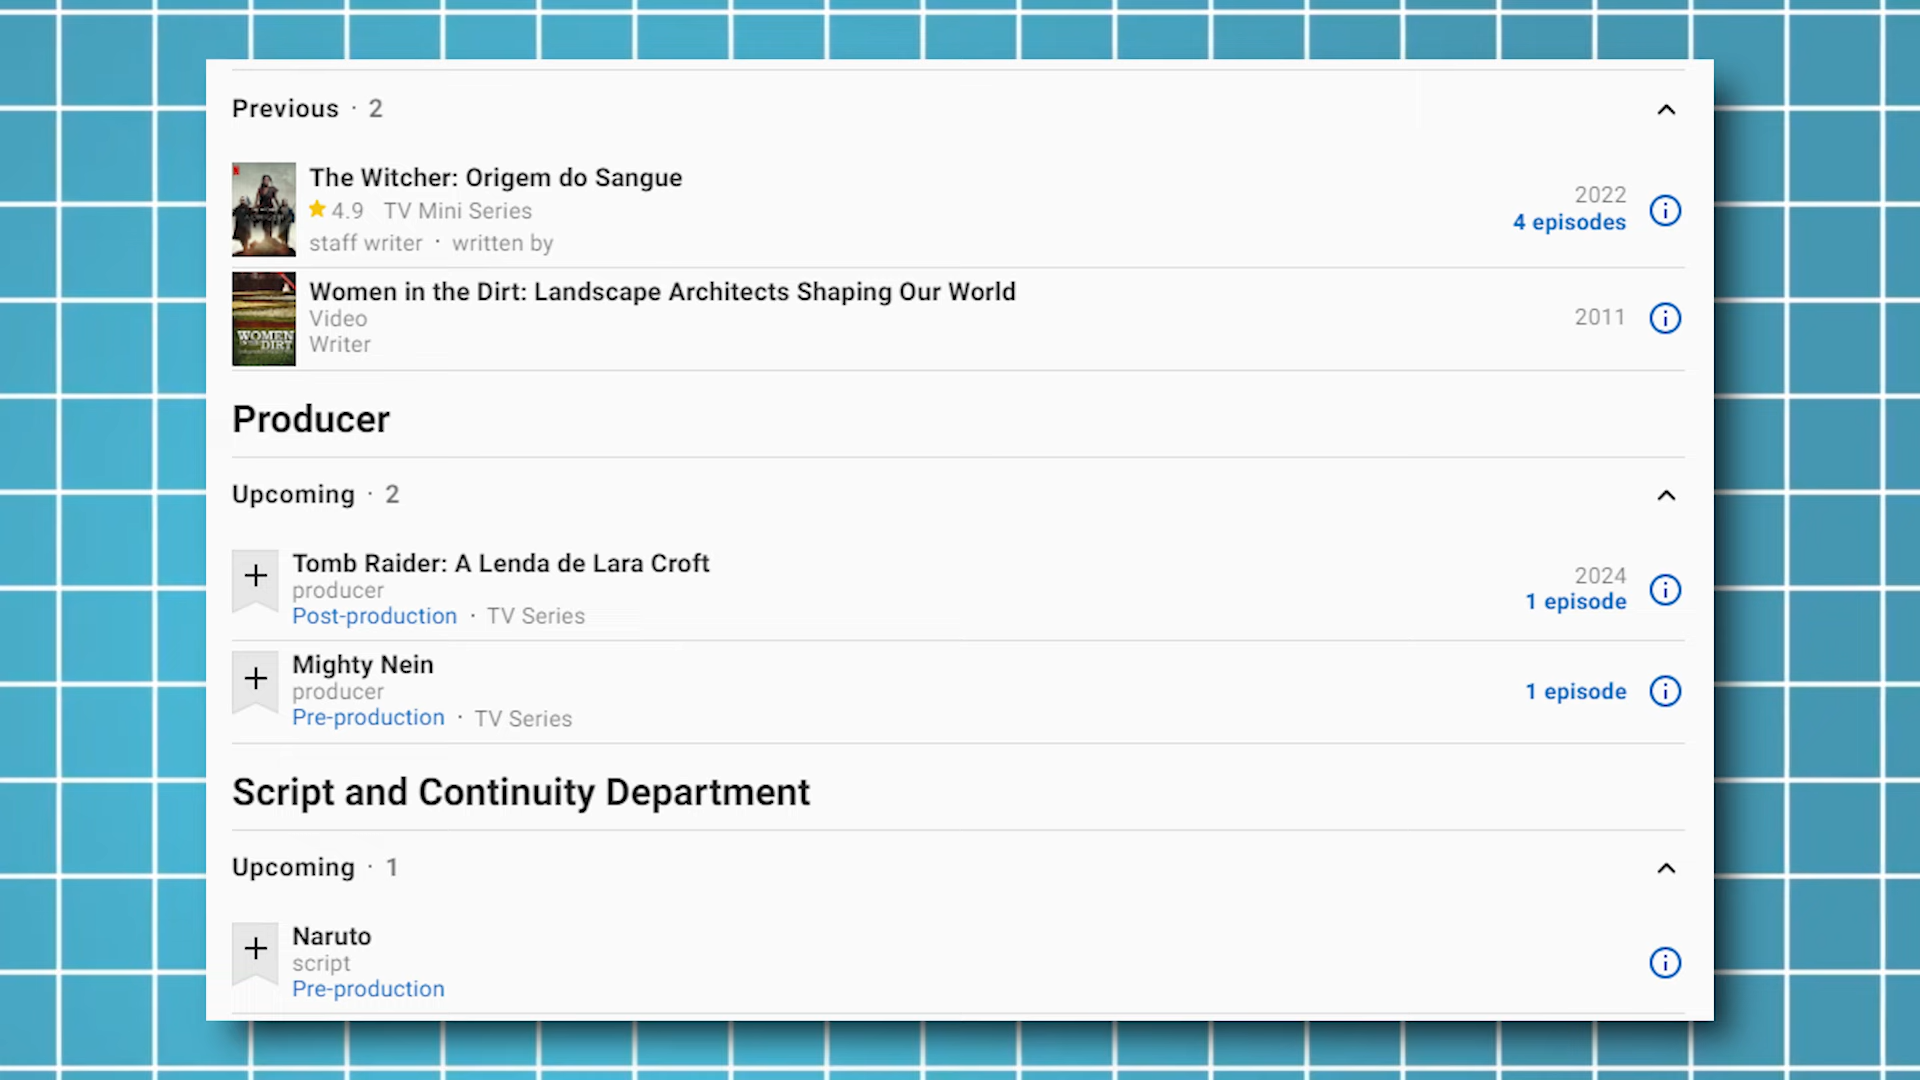 Previous · 2
The Witcher: Origem do Sangue
4.9 TV Mini Series
staff writer · written by
2022
4 episodes
Women in the Dirt: Landscape Architects Shaping Our World
Video
Writer
2011
WOMEN
DIRT
Producer
Upcoming · 2
Tomb Raider: A Lenda de Lara Croft
producer
Post-production · TV Series
2024
1 episode
Mighty Nein
producer
Pre-production · TV Series
1 episode
Script and Continuity Department
Upcoming · 1
Naruto
script
Pre-production